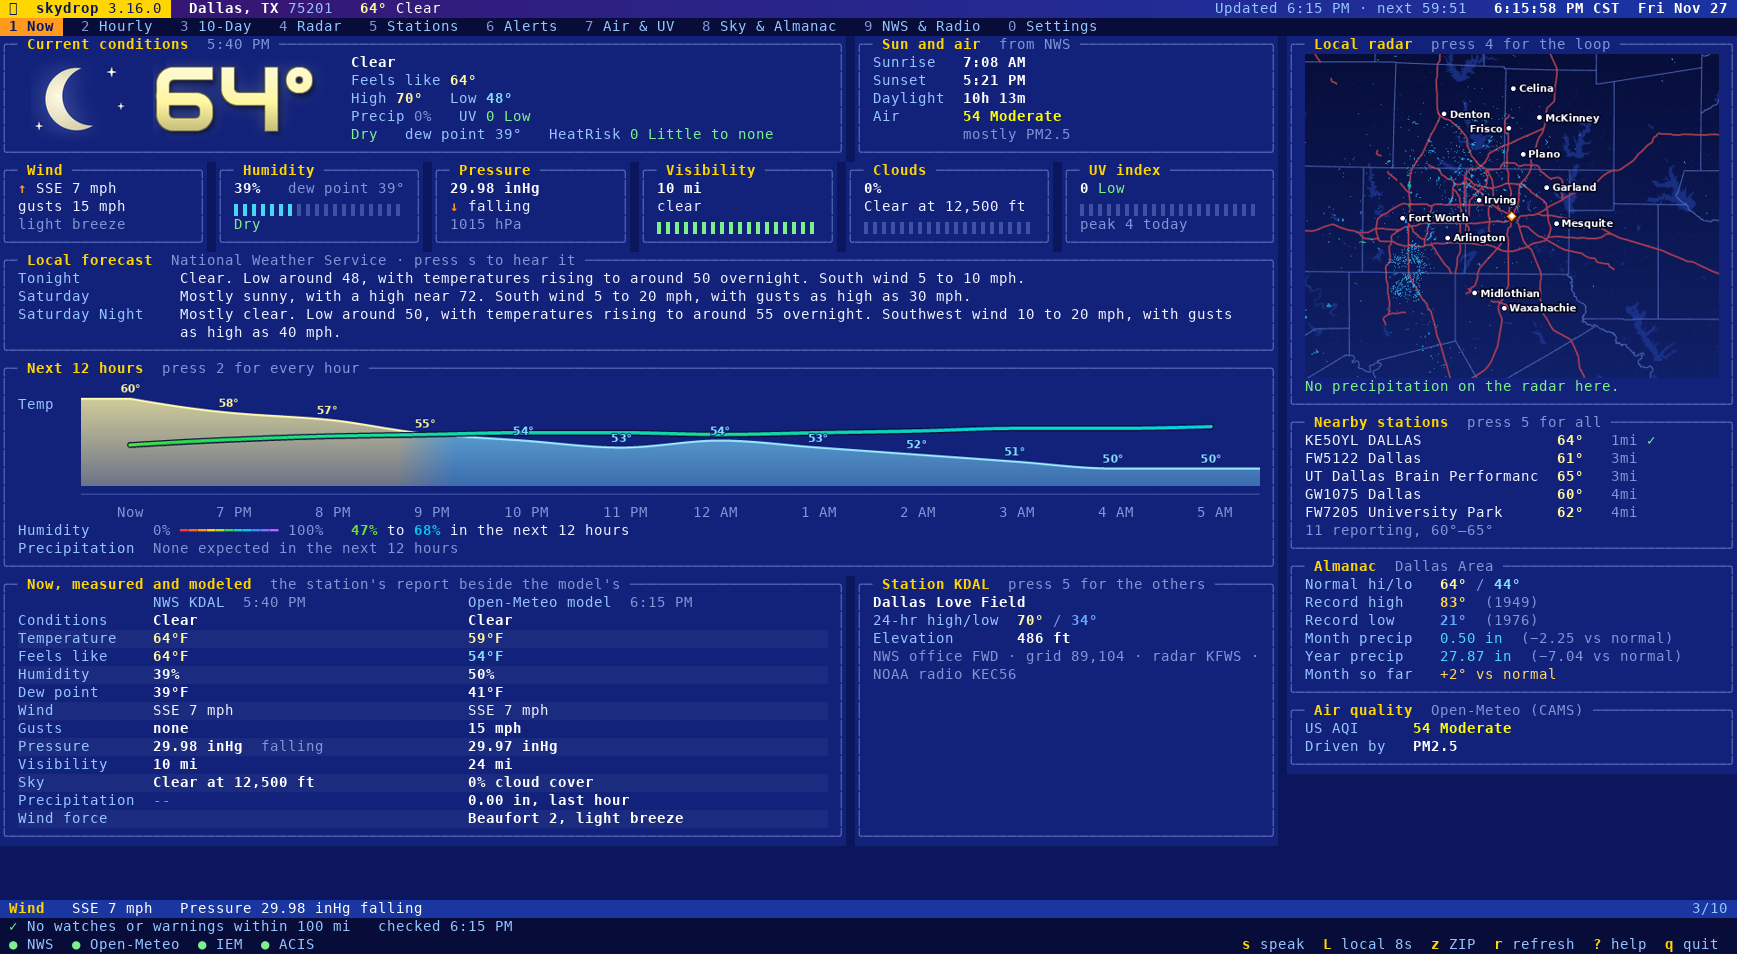 skydrop 3.16.0 Dallas, TX 75201 64° Clear Updated 6:15 PM · next 59:51 6:15:58 PM CST Fri Nov 27
1 Now 2 Hourly 3 10-Day 4 Radar 5 Stations 6 Alerts 7 Air & UV 8 Sky & Almanac 9 NWS & Radio 0 Settings
Current conditions 5:40 PM
64°
Clear
Feels like 64°
High 70° Low 48°
Precip 0% UV 0 Low
Dry dew point 39° HeatRisk 0 Little to none
Sun and air from NWS
Sunrise 7:08 AM
Sunset 5:21 PM
Daylight 10h 13m
Air 54 Moderate
mostly PM2.5
Wind
↑ SSE 7 mph
gusts 15 mph
light breeze
Humidity
39% dew point 39°
Dry
Pressure
29.98 inHg
↓ falling
1015 hPa
Visibility
10 mi
clear
Clouds
0%
Clear at 12,500 ft
UV index
0 Low
peak 4 today
Local forecast National Weather Service · press s to hear it
Tonight Clear. Low around 48, with temperatures rising to around 50 overnight. South wind 5 to 10 mph.
Saturday Mostly sunny, with a high near 72. South wind 5 to 20 mph, with gusts as high as 30 mph.
Saturday Night Mostly clear. Low around 50, with temperatures rising to around 55 overnight. Southwest wind 10 to 20 mph, with gusts
as high as 40 mph.
Next 12 hours press 2 for every hour
Temp
60° 58° 57° 55° 54° 53° 54° 53° 52° 51° 50° 50°
Now 7 PM 8 PM 9 PM 10 PM 11 PM 12 AM 1 AM 2 AM 3 AM 4 AM 5 AM
Humidity 0% 100% 47% to 68% in the next 12 hours
Precipitation None expected in the next 12 hours
Now, measured and modeled the station's report beside the model's
NWS KDAL 5:40 PM Open-Meteo model 6:15 PM
Conditions Clear Clear
Temperature 64°F 59°F
Feels like 64°F 54°F
Humidity 39% 50%
Dew point 39°F 41°F
Wind SSE 7 mph SSE 7 mph
Gusts none 15 mph
Pressure 29.98 inHg falling 29.97 inHg
Visibility 10 mi 24 mi
Sky Clear at 12,500 ft 0% cloud cover
Precipitation -- 0.00 in, last hour
Wind force Beaufort 2, light breeze
Station KDAL press 5 for the others
Dallas Love Field
24-hr high/low 70° / 34°
Elevation 486 ft
NWS office FWD · grid 89,104 · radar KFWS ·
NOAA radio KEC56
Local radar press 4 for the loop
Celina
Denton
McKinney
Frisco
Plano
Garland
Irving
Fort Worth
Mesquite
Arlington
Midlothian
Waxahachie
No precipitation on the radar here.
Nearby stations press 5 for all
KE5OYL DALLAS 64° 1mi ✓
FW5122 Dallas 61° 3mi
UT Dallas Brain Performanc 65° 3mi
GW1075 Dallas 60° 4mi
FW7205 University Park 62° 4mi
11 reporting, 60°–65°
Almanac Dallas Area
Normal hi/lo 64° / 44°
Record high 83° (1949)
Record low 21° (1976)
Month precip 0.50 in (−2.25 vs normal)
Year precip 27.87 in (−7.04 vs normal)
Month so far +2° vs normal
Air quality Open-Meteo (CAMS)
US AQI 54 Moderate
Driven by PM2.5
Wind SSE 7 mph Pressure 29.98 inHg falling 3/10
✓ No watches or warnings within 100 mi checked 6:15 PM
● NWS ● Open-Meteo ● IEM ● ACIS s speak L local 8s z ZIP r refresh ? help q quit